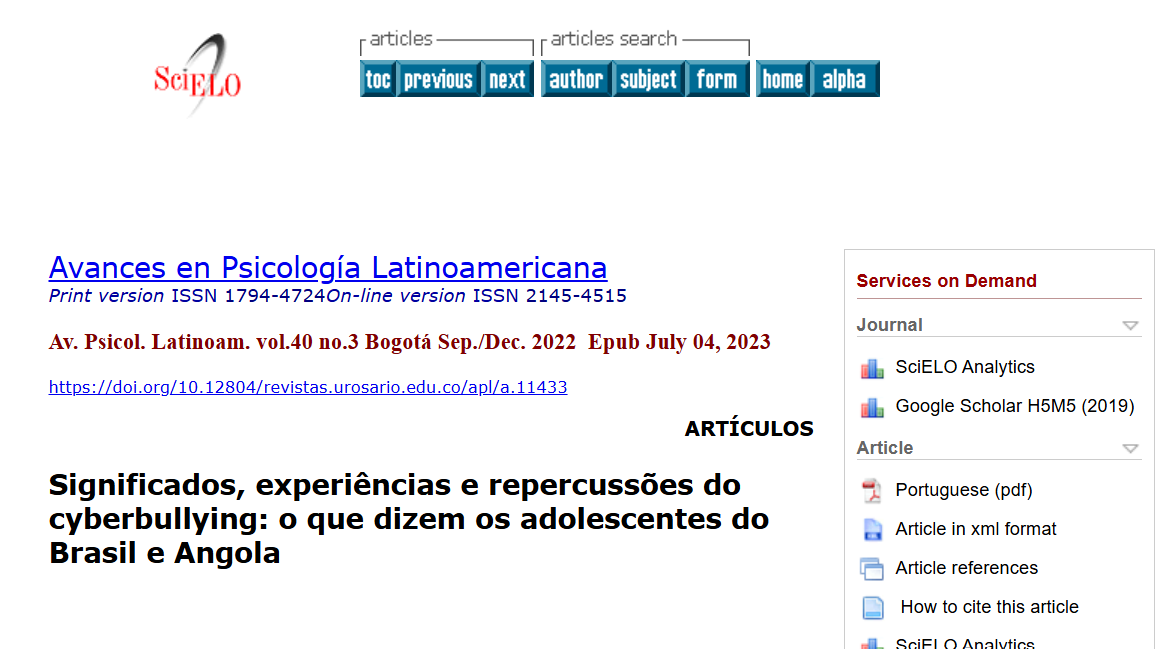 SciELO
articles
articles search
toc previous next author subject form home alpha
Avances en Psicología Latinoamericana
Print version ISSN 1794-4724On-line version ISSN 2145-4515
Av. Psicol. Latinoam. vol.40 no.3 Bogotá Sep./Dec. 2022 Epub July 04, 2023
https://doi.org/10.12804/revistas.urosario.edu.co/apl/a.11433
ARTÍCULOS
Significados, experiências e repercussões do
cyberbullying: o que dizem os adolescentes do
Brasil e Angola
Services on Demand
Journal
SciELO Analytics
Google Scholar H5M5 (2019)
Article
Portuguese (pdf)
Article in xml format
Article references
How to cite this article
SciELO Analytics